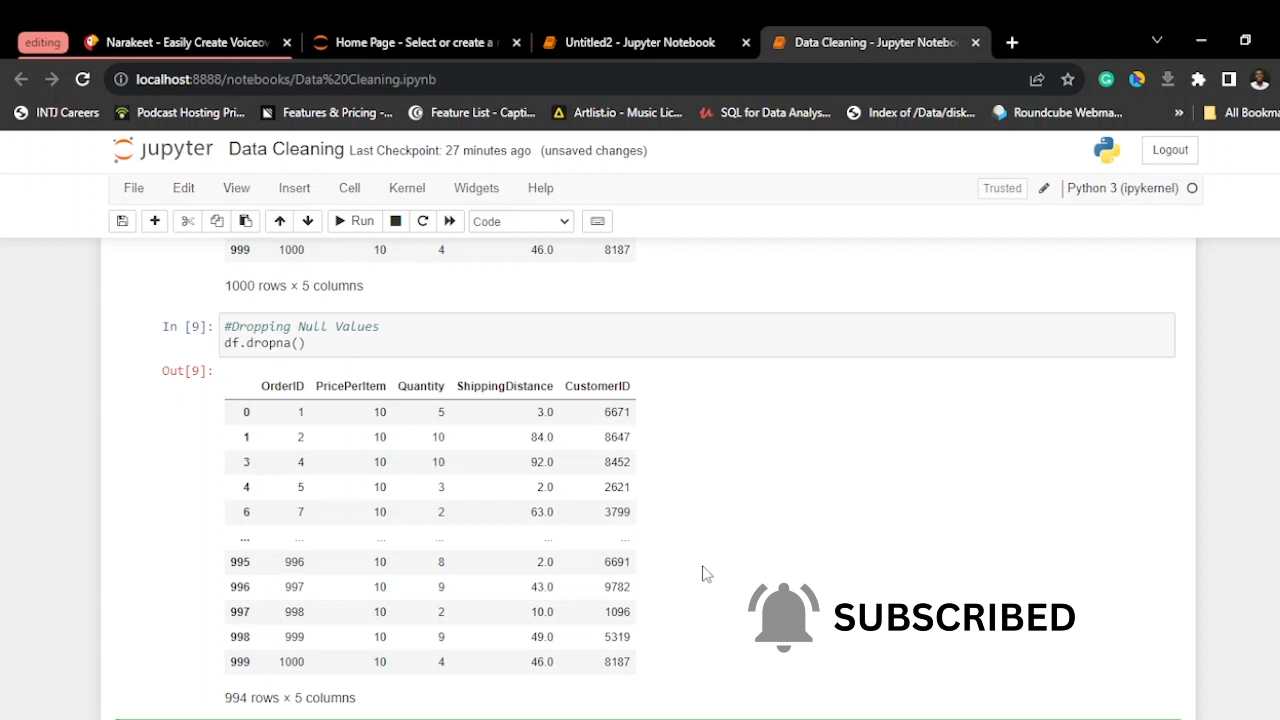 editing Narakeet - Easily Create Voiceov Home Page - Select or create a n Untitled2 - Jupyter Notebook Data Cleaning - Jupyter Noteboo
localhost:8888/notebooks/Data%20Cleaning.ipynb
INTJ Careers Podcast Hosting Pri... Features & Pricing -... Feature List - Capti... Artlist.io - Music Lic... SQL for Data Analys... Index of /Data/disk... Roundcube Webma... » All Bookma
jupyter Data Cleaning Last Checkpoint: 27 minutes ago (unsaved changes) Logout
File Edit View Insert Cell Kernel Widgets Help Trusted Python 3 (ipykernel)
Run Code
999 1000 10 4 46.0 8187
1000 rows × 5 columns
In [9]: #Dropping Null Values
df.dropna()
Out[9]:
OrderID PricePerItem Quantity ShippingDistance CustomerID
0 1 10 5 3.0 6671
1 2 10 10 84.0 8647
3 4 10 10 92.0 8452
4 5 10 3 2.0 2621
6 7 10 2 63.0 3799
... ... ... ... ... ...
995 996 10 8 2.0 6691
996 997 10 9 43.0 9782
997 998 10 2 10.0 1096
998 999 10 9 49.0 5319
999 1000 10 4 46.0 8187
SUBSCRIBED
994 rows × 5 columns